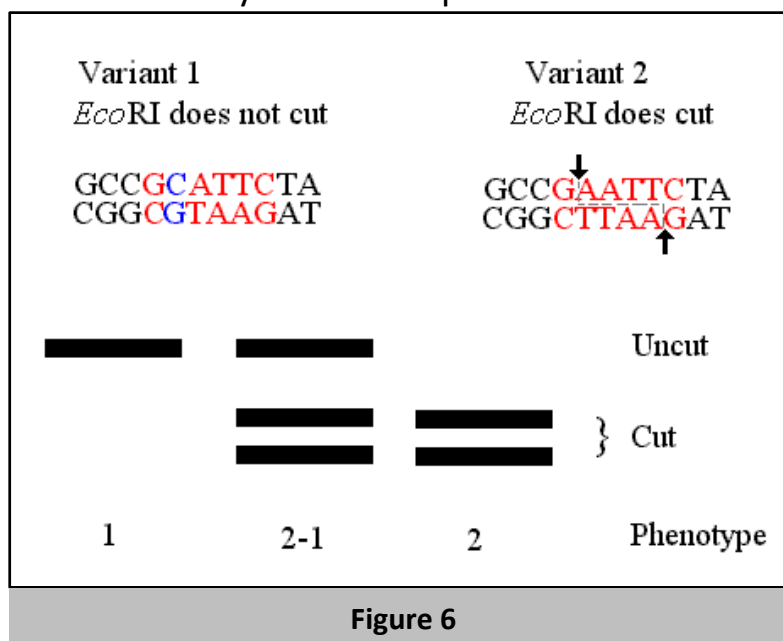 Variant 1
EcoRI does not cut
GCCGCATTCTA
CGGCGTAAGAT
Variant 2
EcoRI does cut
GCCGAATTCTA
CGGCTTAAGAT
Uncut
} Cut
1 2-1 2 Phenotype
Figure 6